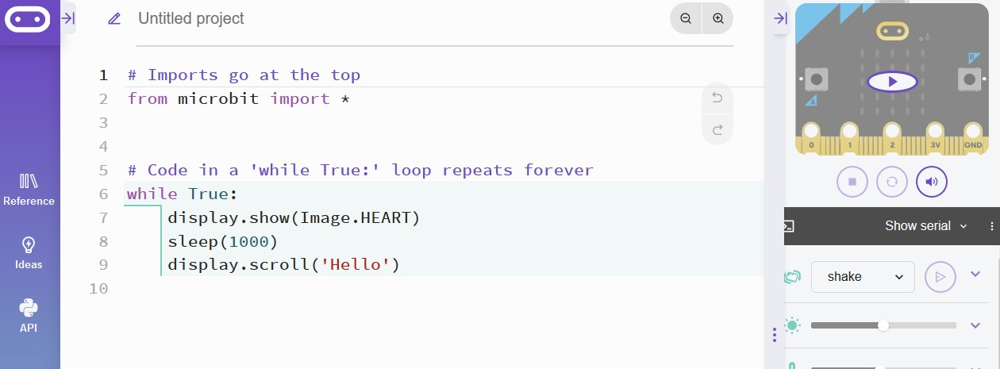 Untitled project
1 # Imports go at the top
2 from microbit import *
3
4
5 # Code in a 'while True:' loop repeats forever
6 while True:
7 display.show(Image.HEART)
8 sleep(1000)
9 display.scroll('Hello')
10
Reference
Ideas
API
B
A
0 1 2 3V GND
Show serial
shake